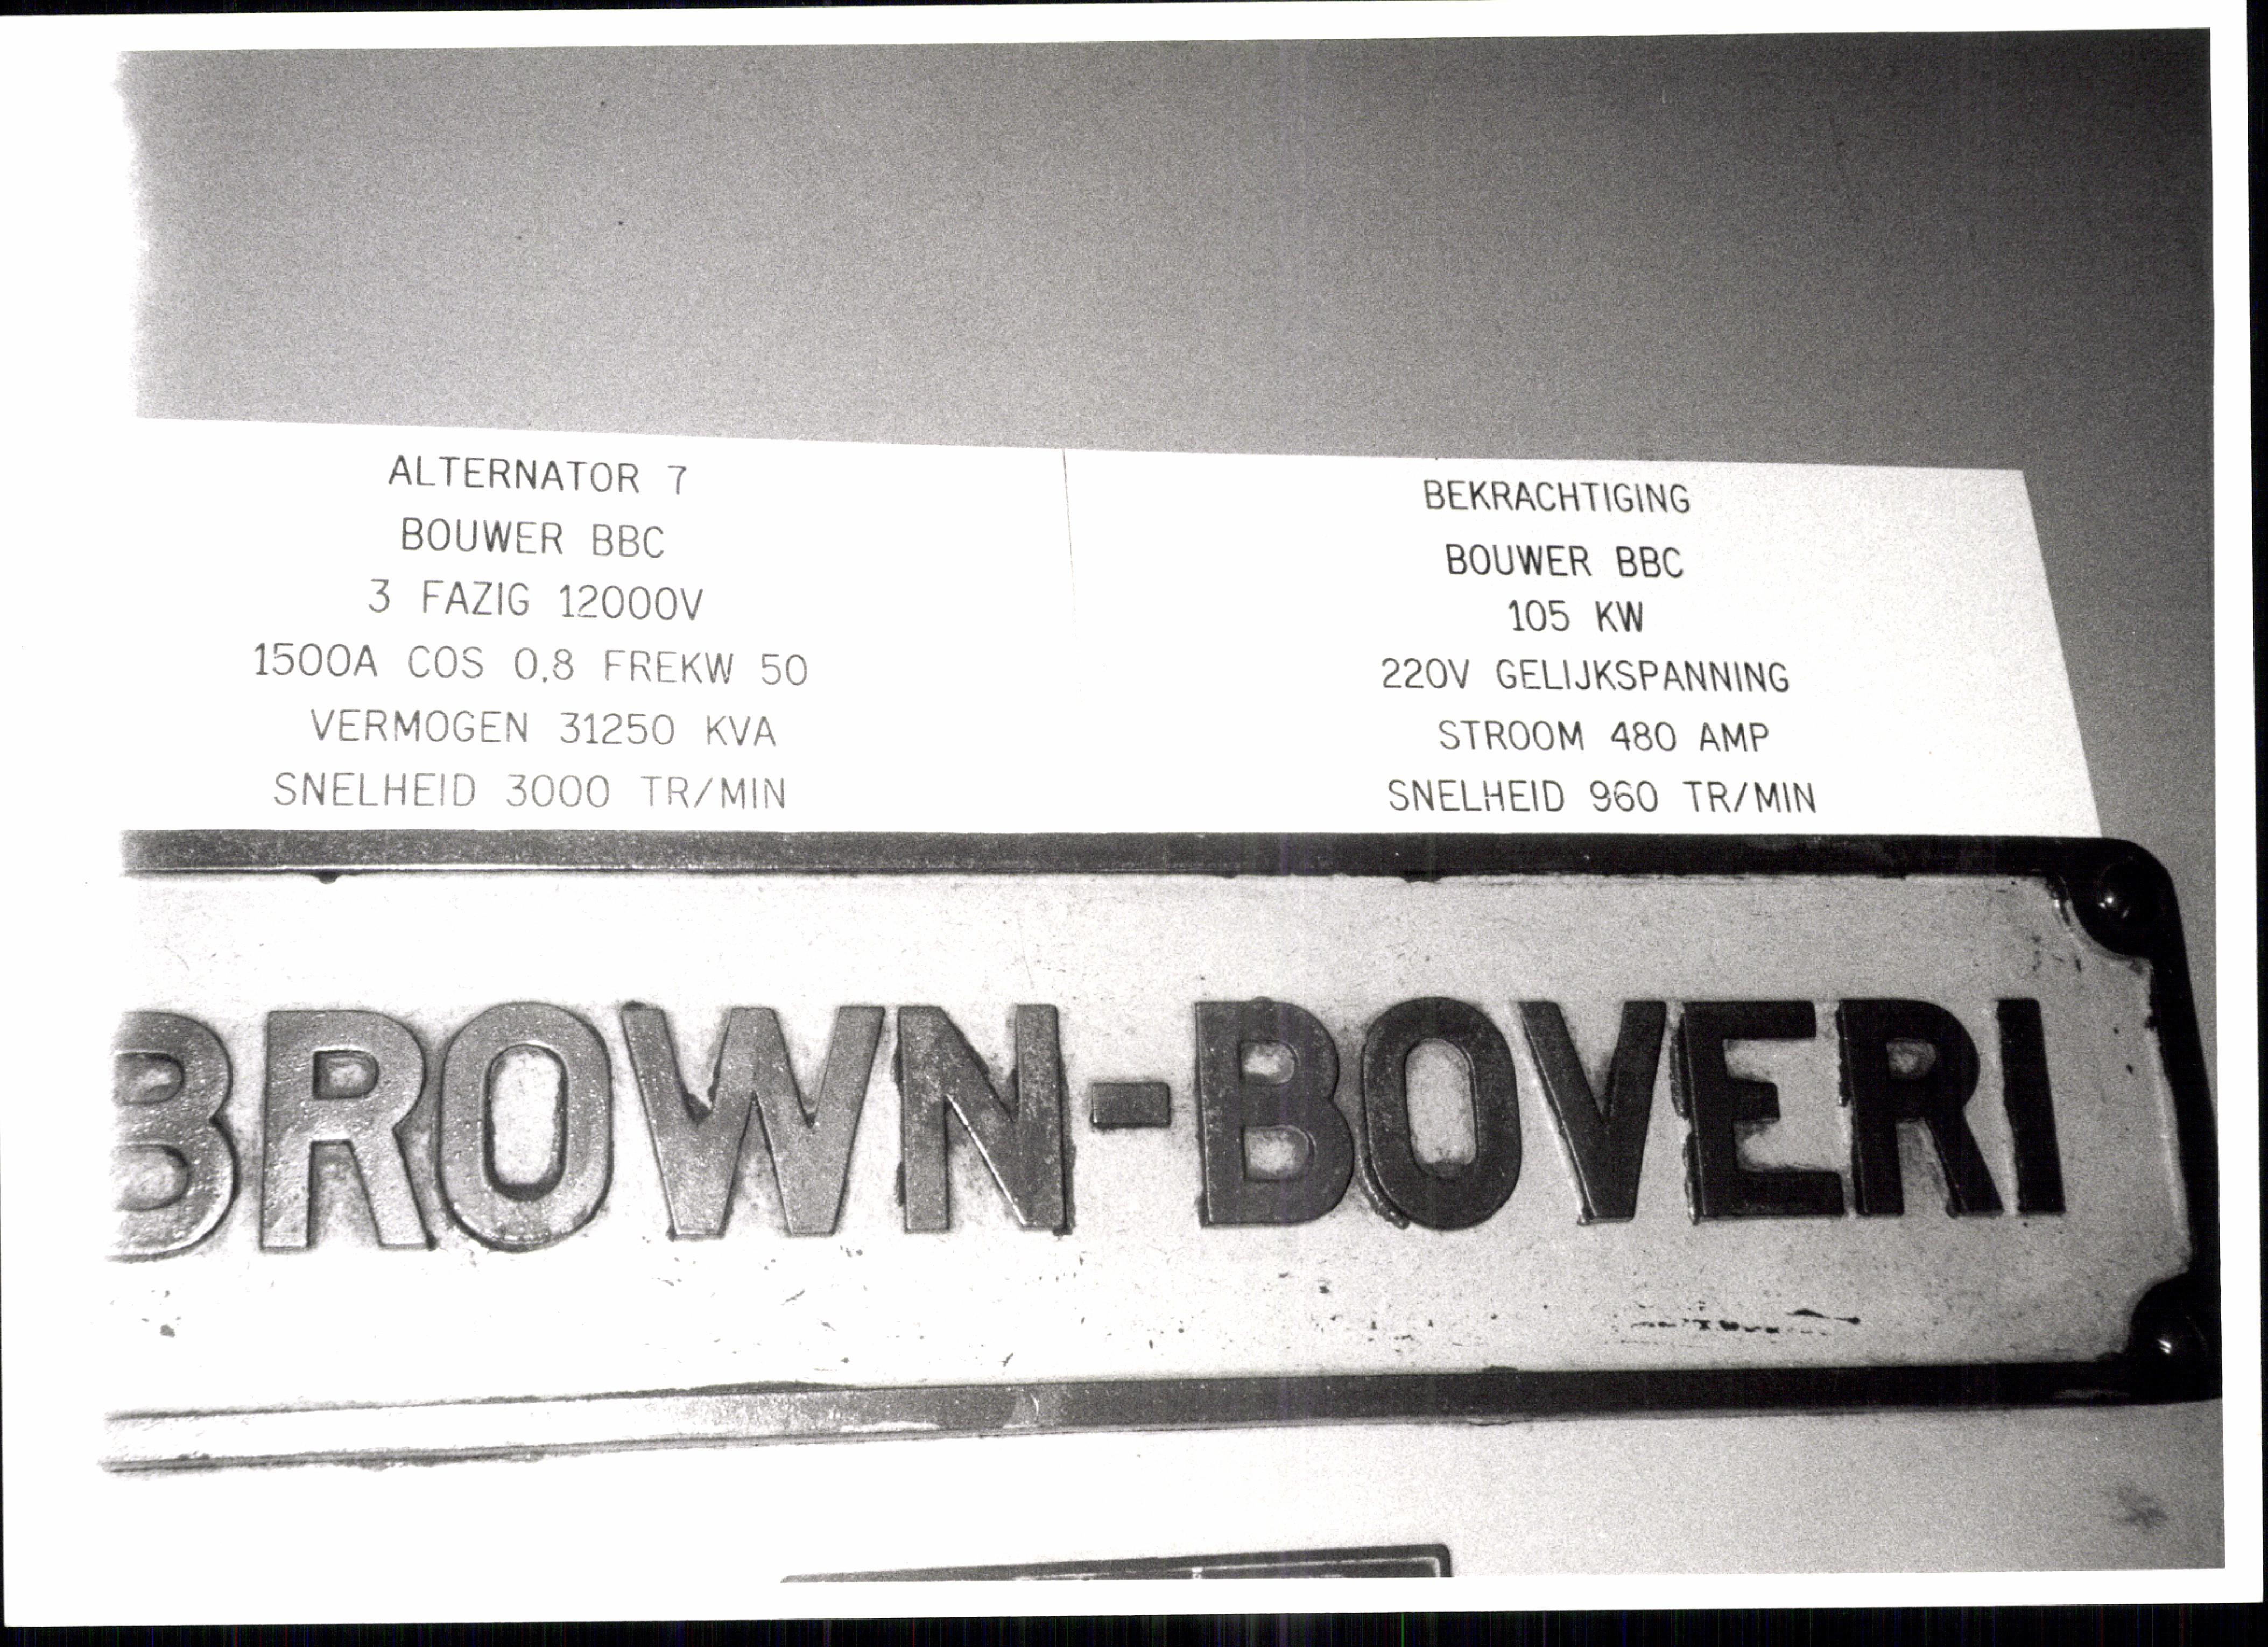 ALTERNATOR 7
BOUWER BBC
3 FAZIG 12000V
1500A COS 0,8 FREKW 50
VERMOGEN 31250 KVA
SNELHEID 3000 TR/MIN
BEKRACHTIGING
BOUWER BBC
105 KW
220V GELIJKSPANNING
STROOM 480 AMP
SNELHEID 960 TR/MIN
BROWN-BOVERI